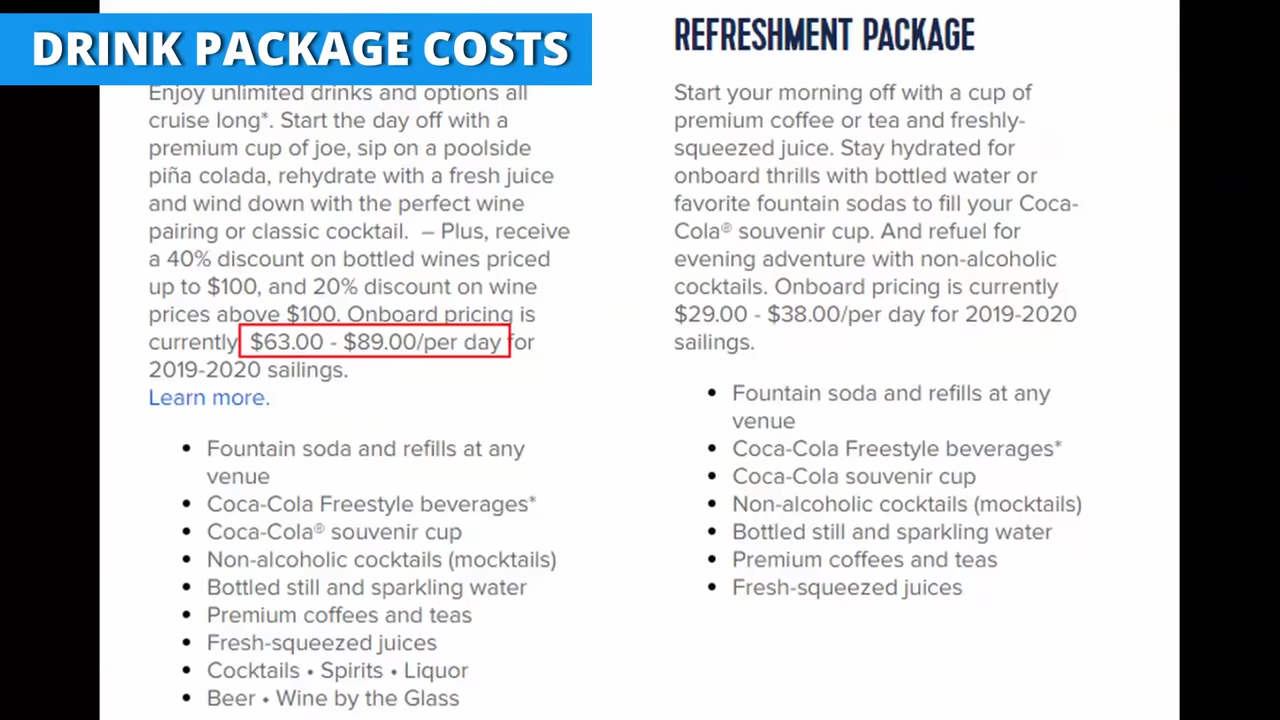 DRINK PACKAGE COSTS
Enjoy unlimited drinks and options all
cruise long*. Start the day off with a
premium cup of joe, sip on a poolside
piña colada, rehydrate with a fresh juice
and wind down with the perfect wine
pairing or classic cocktail.  – Plus, receive
a 40% discount on bottled wines priced
up to $100, and 20% discount on wine
prices above $100. Onboard pricing is
currently $63.00 - $89.00/per day for
2019-2020 sailings.
Learn more.
• Fountain soda and refills at any
venue
• Coca-Cola Freestyle beverages*
• Coca-Cola® souvenir cup
• Non-alcoholic cocktails (mocktails)
• Bottled still and sparkling water
• Premium coffees and teas
• Fresh-squeezed juices
• Cocktails • Spirits • Liquor
• Beer • Wine by the Glass
REFRESHMENT PACKAGE
Start your morning off with a cup of
premium coffee or tea and freshly-
squeezed juice. Stay hydrated for
onboard thrills with bottled water or
favorite fountain sodas to fill your Coca-
Cola® souvenir cup. And refuel for
evening adventure with non-alcoholic
cocktails. Onboard pricing is currently
$29.00 - $38.00/per day for 2019-2020
sailings.
• Fountain soda and refills at any
venue
• Coca-Cola Freestyle beverages*
• Coca-Cola souvenir cup
• Non-alcoholic cocktails (mocktails)
• Bottled still and sparkling water
• Premium coffees and teas
• Fresh-squeezed juices